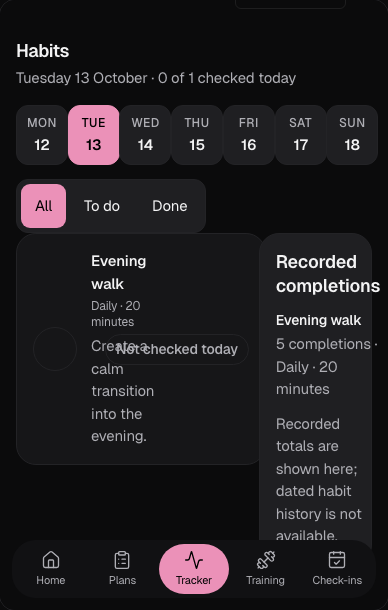 Habits
Tuesday 13 October · 0 of 1 checked today
MON TUE WED THU FRI SAT SUN
12 13 14 15 16 17 18
All To do Done
Evening
walk
Daily · 20
minutes
Create a
Not checked today
calm
transition
into the
evening.
Recorded
completions
Evening walk
5 completions ·
Daily · 20
minutes
Recorded
totals are
shown here;
dated habit
history is not
available.
Home Plans Tracker Training Check-ins